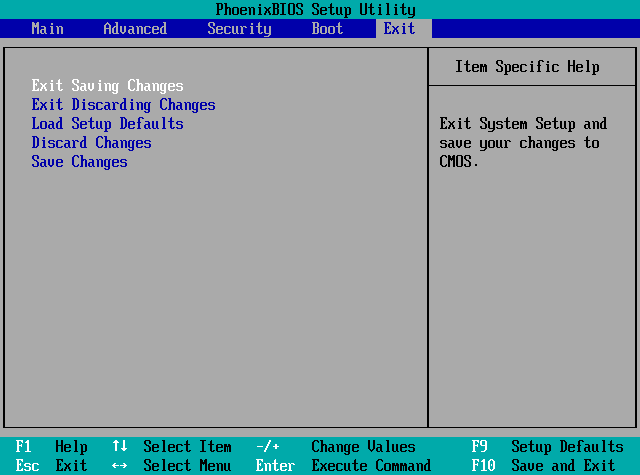 PhoenixBIOS Setup Utility
Main Advanced Security Boot Exit
Item Specific Help
Exit Saving Changes
Exit Discarding Changes
Load Setup Defaults
Discard Changes
Save Changes
Exit System Setup and
save your changes to
CMOS.
F1 Help ↑↓ Select Item -/+ Change Values F9 Setup Defaults
Esc Exit ↔ Select Menu Enter Execute Command F10 Save and Exit